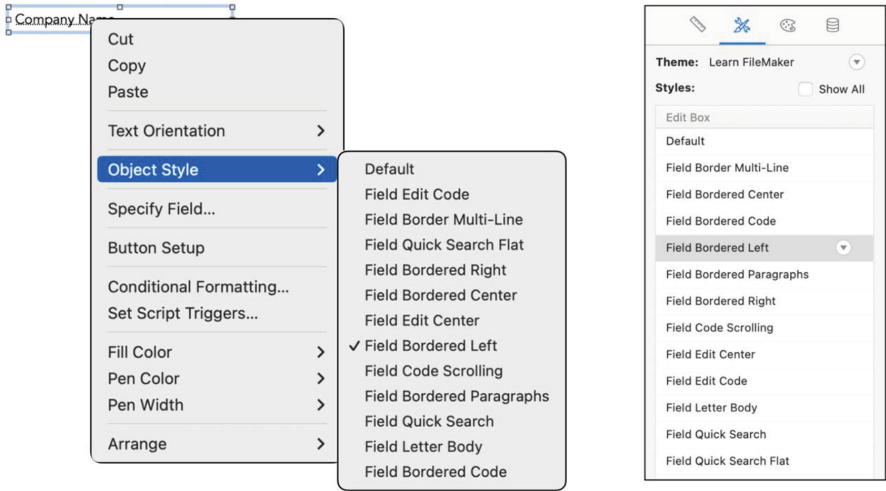 Company Name
Cut
Copy
Paste
Text Orientation
Object Style
Specify Field...
Button Setup
Conditional Formatting...
Set Script Triggers...
Fill Color
Pen Color
Pen Width
Arrange
Default
Field Edit Code
Field Border Multi-Line
Field Quick Search Flat
Field Bordered Right
Field Bordered Center
Field Edit Center
✓ Field Bordered Left
Field Code Scrolling
Field Bordered Paragraphs
Field Quick Search
Field Letter Body
Field Bordered Code
Theme: Learn FileMaker
Styles: Show All
Edit Box
Default
Field Border Multi-Line
Field Bordered Center
Field Bordered Code
Field Bordered Left
Field Bordered Paragraphs
Field Bordered Right
Field Code Scrolling
Field Edit Center
Field Edit Code
Field Letter Body
Field Quick Search
Field Quick Search Flat